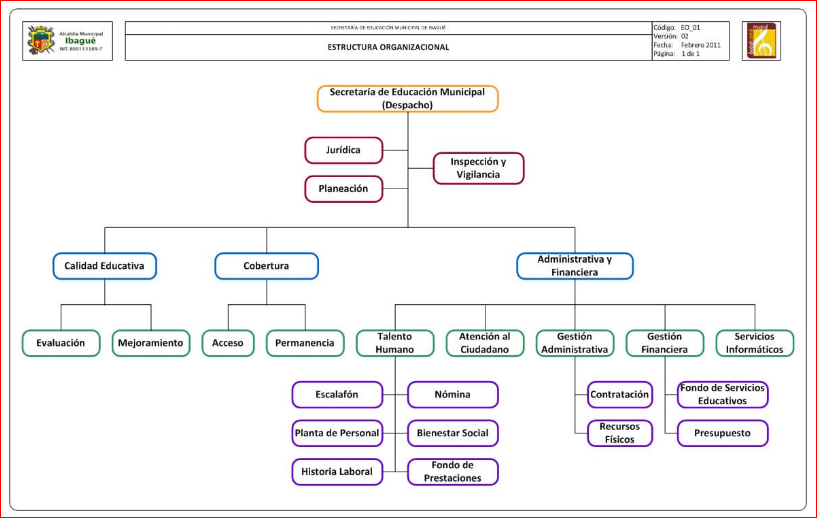 Alcaldía Municipal
Ibagué
NIT.800113389-7
SECRETARÍA DE EDUCACIÓN MUNICIPAL DE IBAGUÉ
ESTRUCTURA ORGANIZACIONAL
Código: EO_01
Versión: 02
Fecha: Febrero 2011
Página: 1 de 1
Secretaría de Educación Municipal
(Despacho)
Jurídica
Inspección y
Vigilancia
Planeación
Calidad Educativa
Cobertura
Administrativa y
Financiera
Evaluación
Mejoramiento
Acceso
Permanencia
Talento
Humano
Atención al
Ciudadano
Gestión
Administrativa
Gestión
Financiera
Servicios
Informáticos
Escalafón
Nómina
Contratación
Fondo de Servicios
Educativos
Planta de Personal
Bienestar Social
Recursos
Físicos
Presupuesto
Historia Laboral
Fondo de
Prestaciones